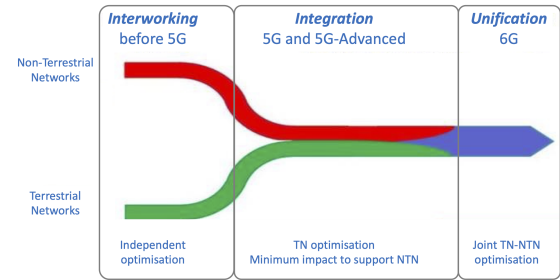 Interworking
before 5G
Integration
5G and 5G-Advanced
Unification
6G
Non-Terrestrial
Networks
Terrestrial
Networks
Independent
optimisation
TN optimisation
Minimum impact to support NTN
Joint TN-NTN
optimisation